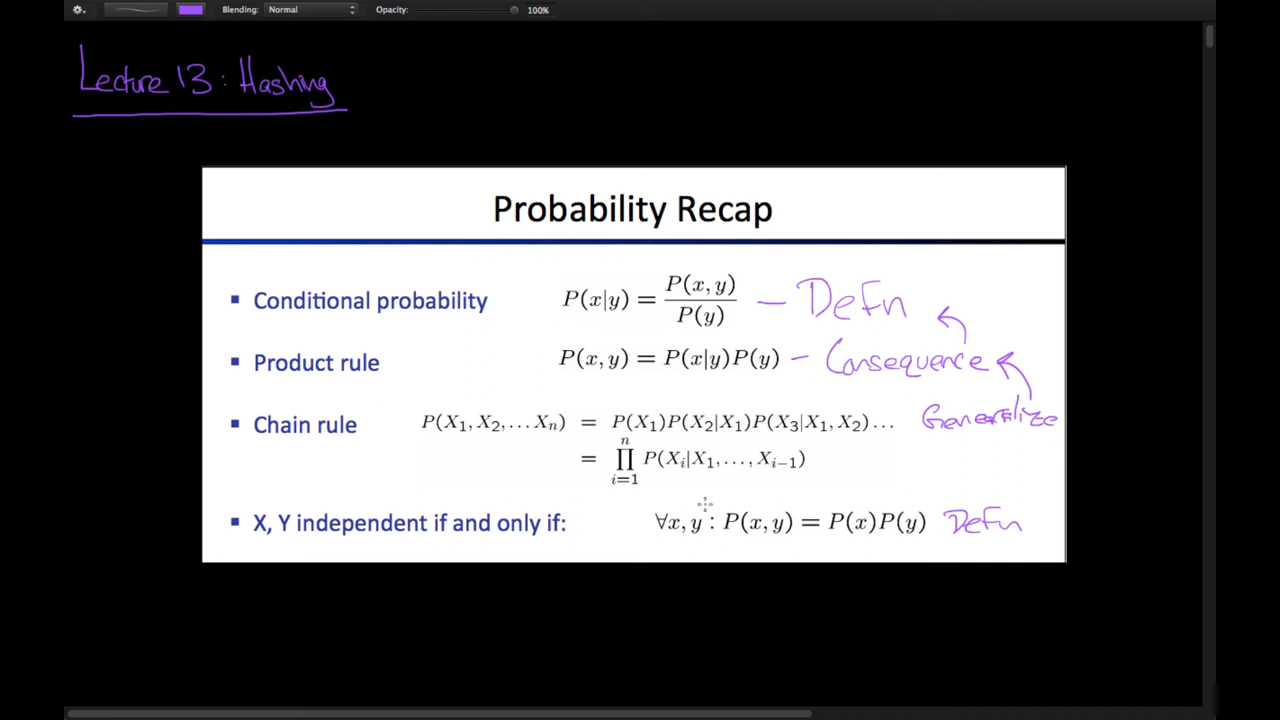 Blending: Normal Opacity: 100%
Lecture 13: Hashing
Probability Recap
▪ Conditional probability P(x|y) = P(x, y) / P(y) — Defn
▪ Product rule P(x, y) = P(x|y)P(y) – Consequence
▪ Chain rule P(X₁, X₂, … Xₙ) = P(X₁)P(X₂|X₁)P(X₃|X₁, X₂) … Generalize
= ∏ⁿᵢ₌₁ P(Xᵢ|X₁, …, Xᵢ₋₁)
▪ X, Y independent if and only if: ∀x, y : P(x, y) = P(x)P(y) Defn